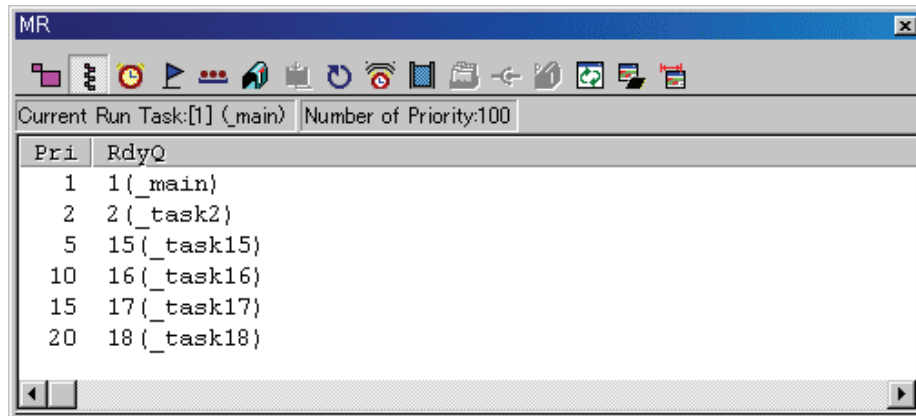 MR
Current Run Task:[1] (_main) Number of Priority:100
Pri RdyQ
1 1(_main)
2 2(_task2)
5 15(_task15)
10 16(_task16)
15 17(_task17)
20 18(_task18)